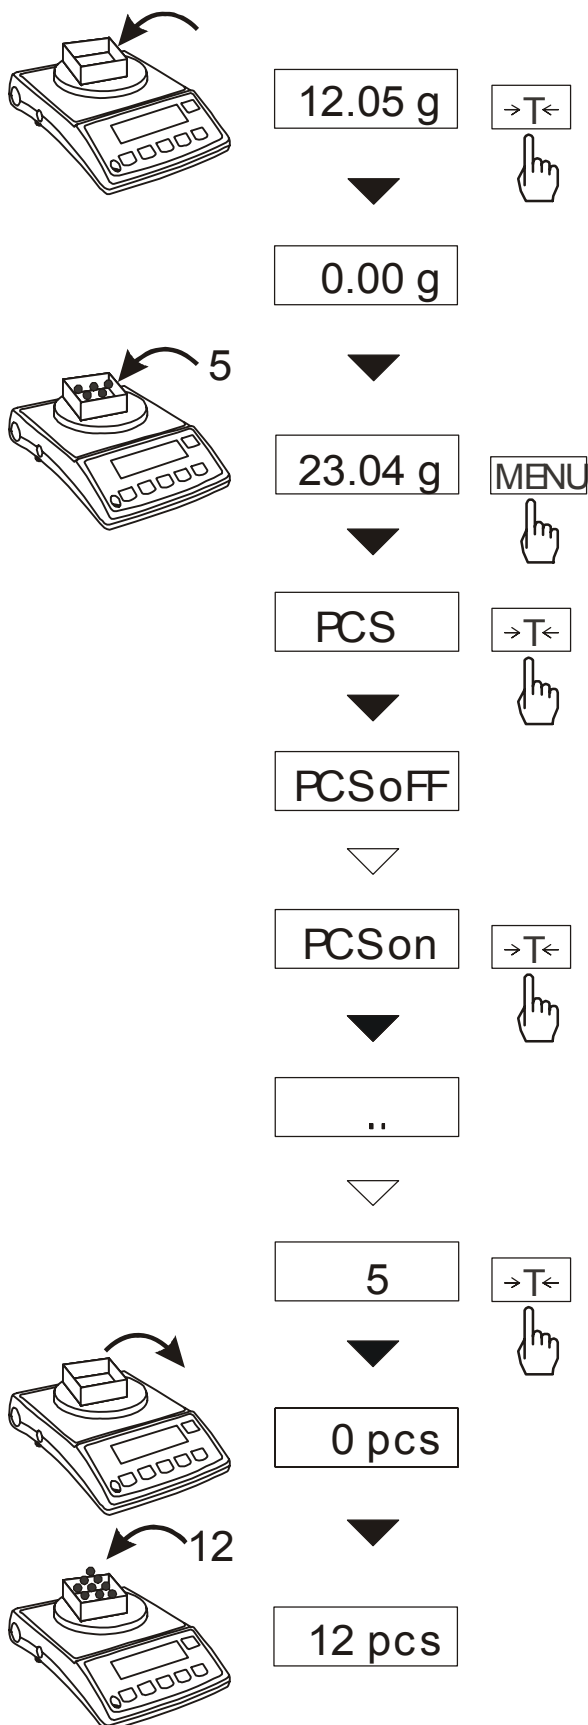 12.05 g →T←
0.00 g
5
23.04 g MENU
PCS →T←
PCSoFF
PCSon →T←
..
5 →T←
0 pcs
12
12 pcs